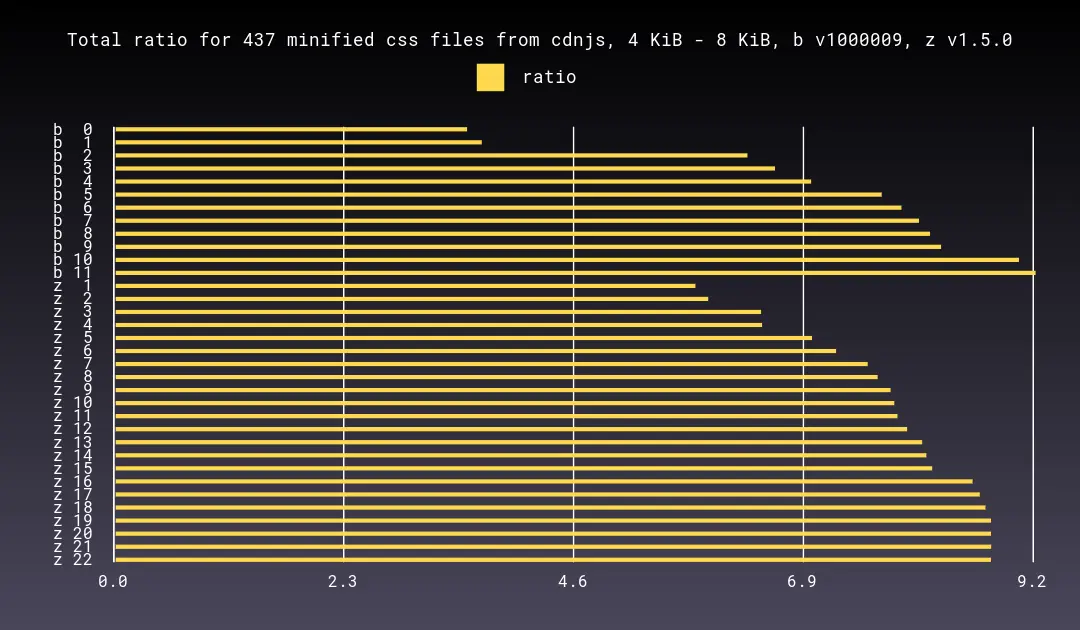 Total ratio for 437 minified css files from cdnjs, 4 KiB - 8 KiB, b v1000009, z v1.5.0
ratio
b 0
b 1
b 2
b 3
b 4
b 5
b 6
b 7
b 8
b 9
b 10
b 11
z 1
z 2
z 3
z 4
z 5
z 6
z 7
z 8
z 9
z 10
z 11
z 12
z 13
z 14
z 15
z 16
z 17
z 18
z 19
z 20
z 21
z 22
0.0 2.3 4.6 6.9 9.2